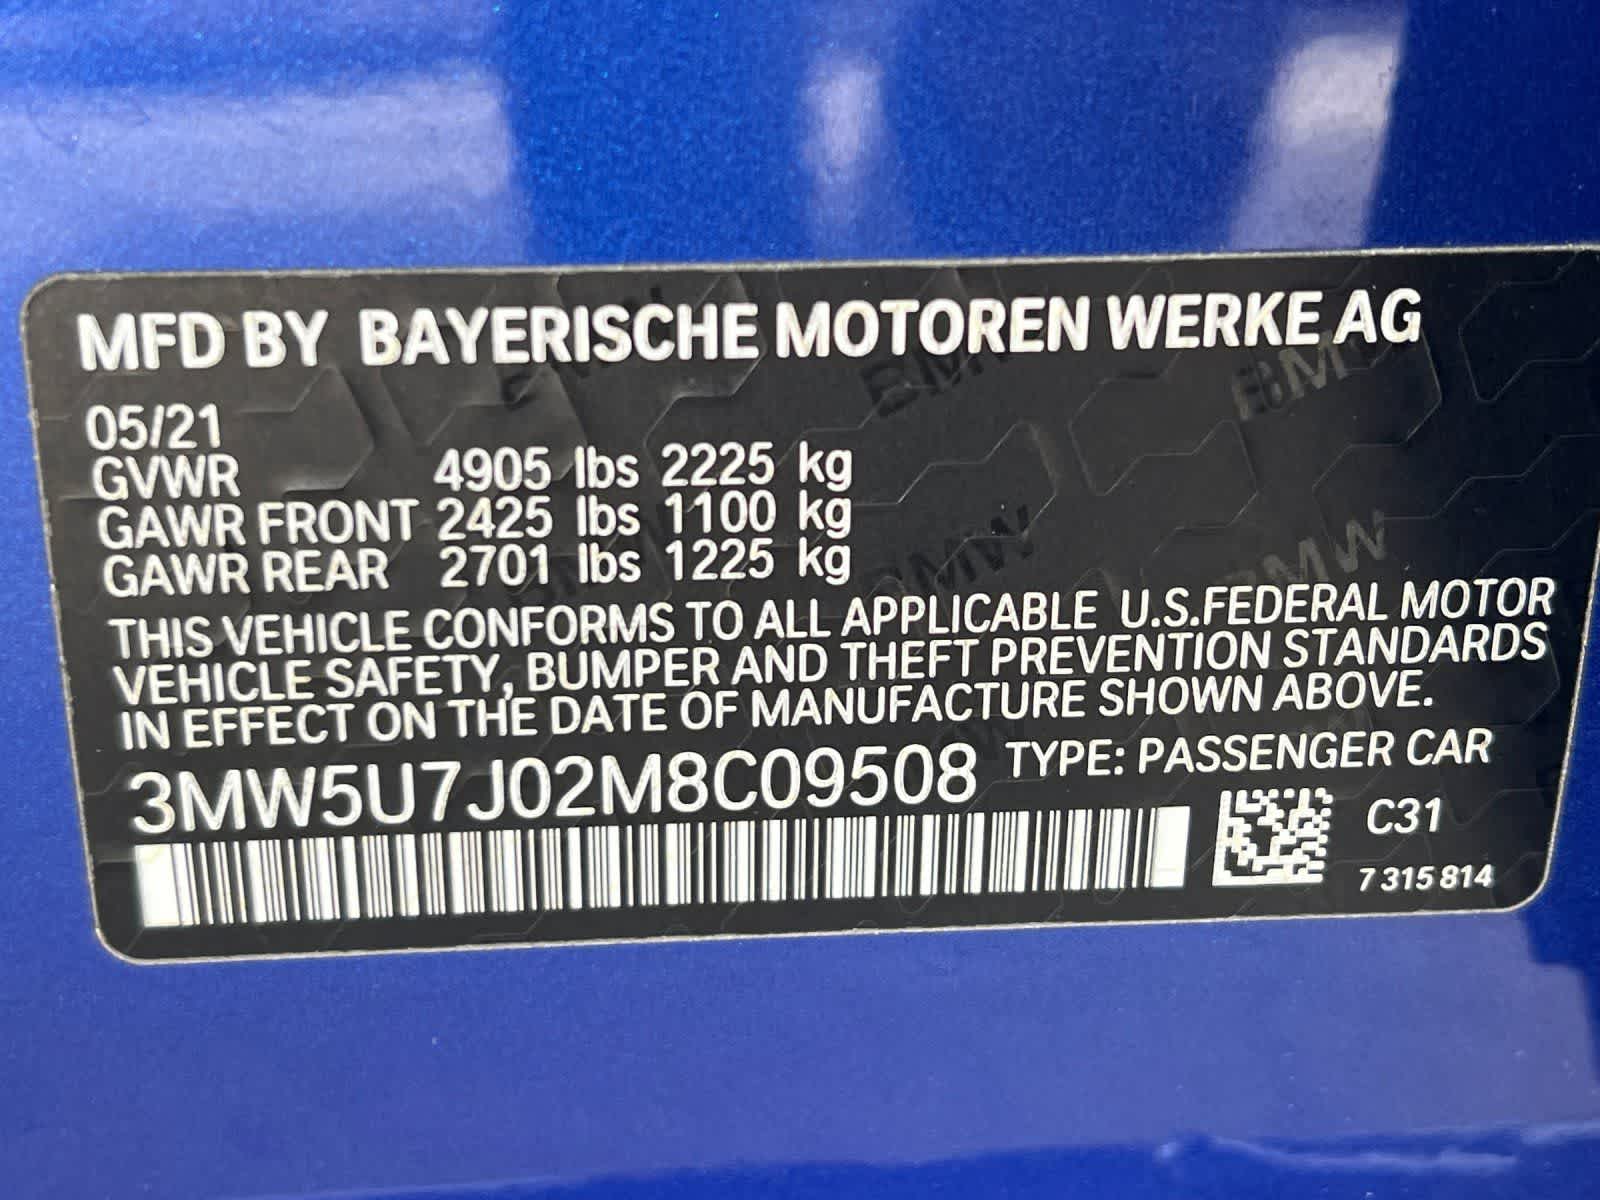 MFD BY BAYERISCHE MOTOREN WERKE AG
05/21
GVWR 4905 lbs 2225 kg
GAWR FRONT 2425 lbs 1100 kg
GAWR REAR 2701 lbs 1225 kg
THIS VEHICLE CONFORMS TO ALL APPLICABLE U.S.FEDERAL MOTOR
VEHICLE SAFETY, BUMPER AND THEFT PREVENTION STANDARDS
IN EFFECT ON THE DATE OF MANUFACTURE SHOWN ABOVE.
3MW5U7J02M8C09508 TYPE: PASSENGER CAR
C31
7 315 814